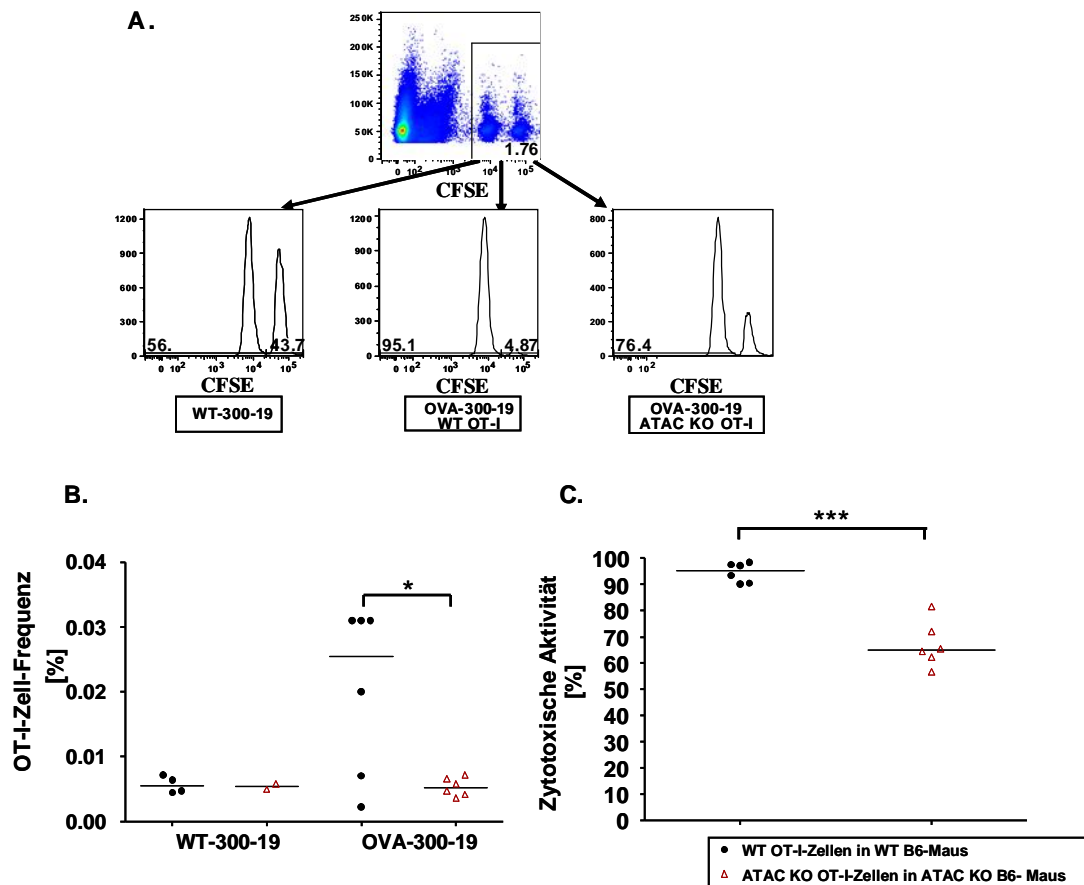 A.
250K
200K
150K
100K
50K
0
0 10² 10³ 10⁴ 10⁵
1.76
CFSE
1200
900
600
300
0
56. 43.7
0 10² 10³ 10⁴ 10⁵
CFSE
WT-300-19
1200
900
600
300
0
95.1 4.87
0 10² 10³ 10⁴ 10⁵
CFSE
OVA-300-19
WT OT-I
800
600
400
200
0
76.4
0 10²
CFSE
OVA-300-19
ATAC KO OT-I
B.
OT-I-Zell-Frequenz
[%]
0.04
0.03
0.02
0.01
0.00
*
WT-300-19 OVA-300-19
C.
Zytotoxische Aktivität
[%]
100
90
80
70
60
50
40
30
20
10
0
***
WT OT-I-Zellen in WT B6-Maus
ATAC KO OT-I-Zellen in ATAC KO B6- Maus